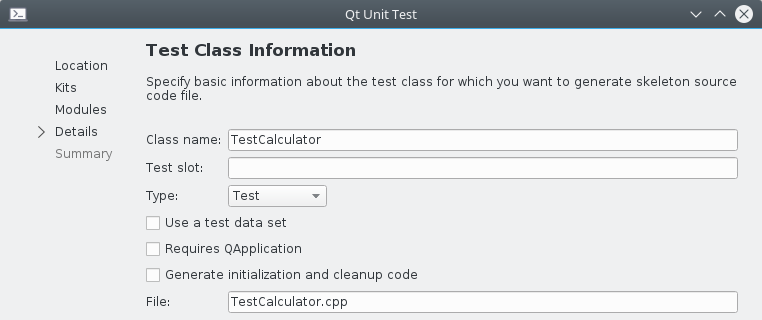 Qt Unit Test
Location
Kits
Modules
Details
Summary
Test Class Information
Specify basic information about the test class for which you want to generate skeleton source
code file.
Class name: TestCalculator
Test slot:
Type: Test
Use a test data set
Requires QApplication
Generate initialization and cleanup code
File: TestCalculator.cpp